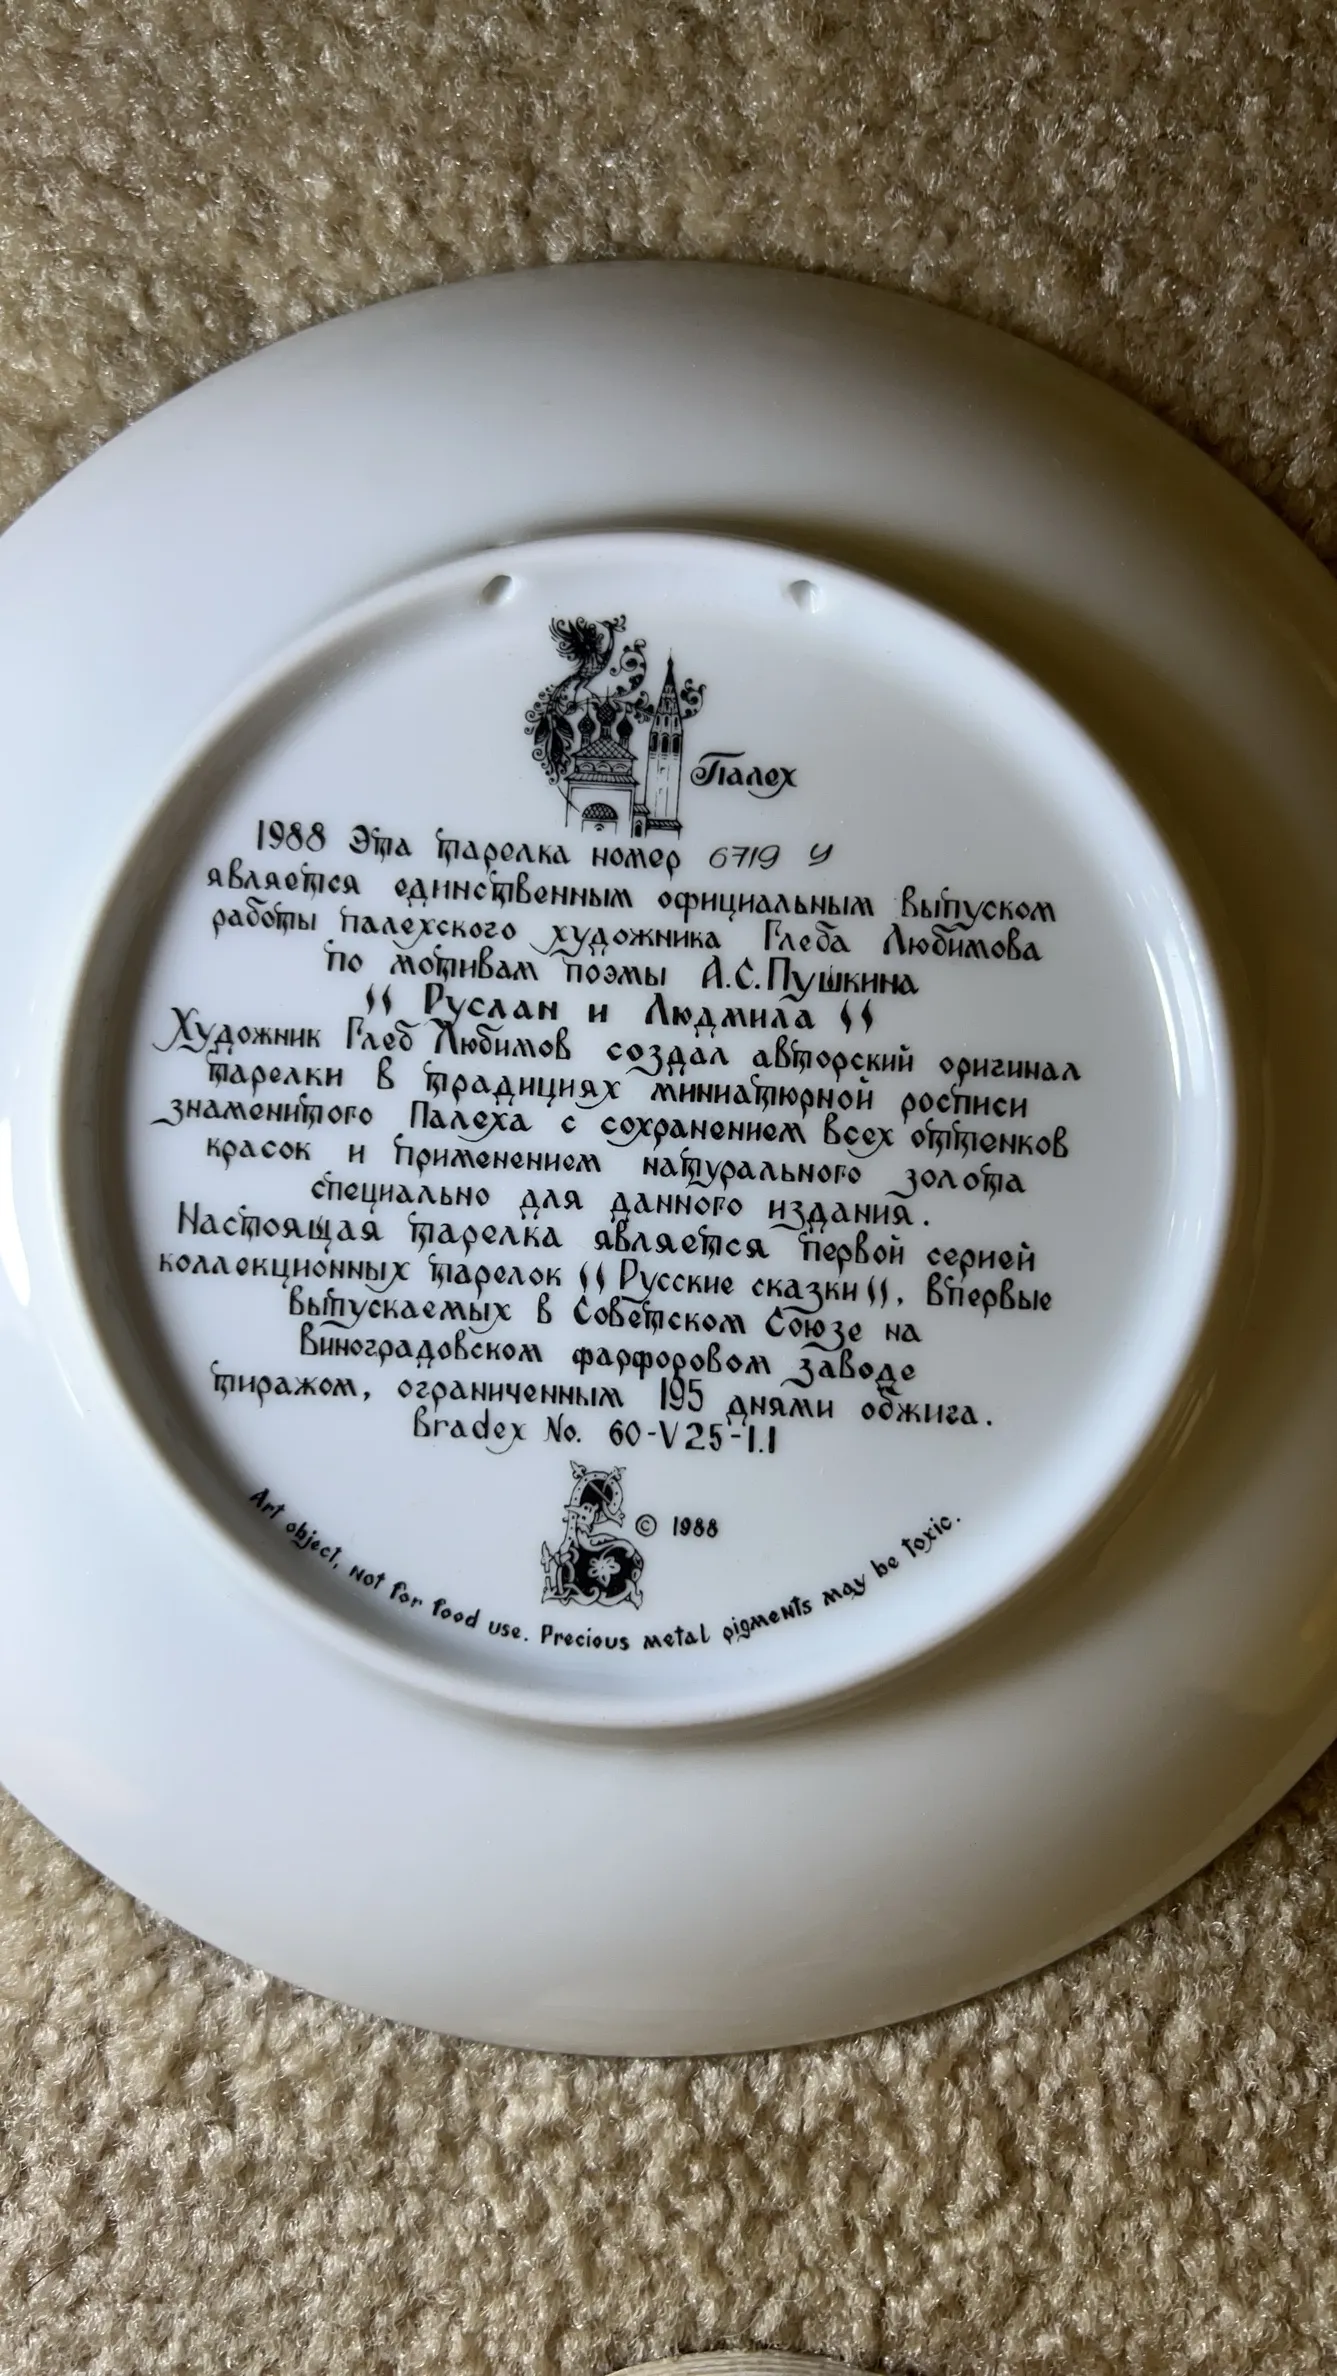 Палех
1988 Эта тарелка номер 6719 У
является единственным официальным выпуском
работы палехского художника Глеба Любимова
по мотивам поэмы А.С.Пушкина
"Руслан и Людмила"
Художник Глеб Любимов создал авторский оригинал
тарелки в традициях миниатюрной росписи
знаменитого Палеха с сохранением всех оттенков
красок и применением натурального золота
специально для данного издания.
Настоящая тарелка является первой серией
коллекционных тарелок "Русские сказки", впервые
выпускаемых в Советском Союзе на
Виноградовском фарфоровом заводе
тиражом, ограниченным 195 днями обжига.
Bradex No. 60-V25-1.1
© 1988
Art object, not for food use. Precious metal pigments may be toxic.